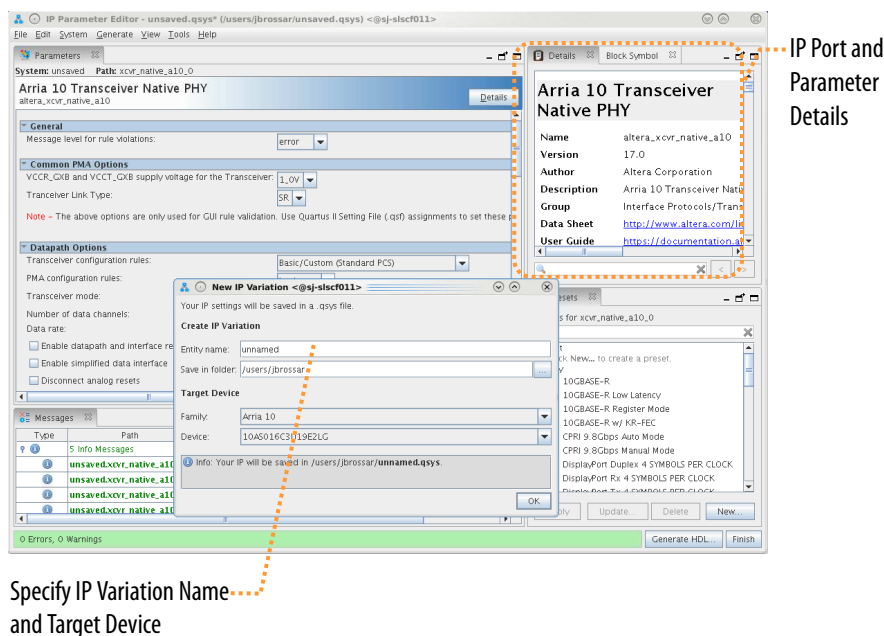 IP Parameter Editor - unsaved.qsys* (/users/jbrossar/unsaved.qsys) <@sj-slscf011>
File Edit System Generate View Tools Help
Parameters
System: unsaved Path: xcvr_native_a10_0
Arria 10 Transceiver Native PHY
altera_xcvr_native_a10
Details
General
Message level for rule violations: error
Common PMA Options
VCCR_GXB and VCCT_GXB supply voltage for the Transceiver: 1_0V
Tranceiver Link Type: SR
Note - The above options are only used for GUI rule validation. Use Quartus II Setting File (.qsf) assignments to set these
Datapath Options
Transceiver configuration rules: Basic/Custom (Standard PCS)
PMA configuration rules:
Transceiver mode:
Number of data channels:
Data rate:
Enable datapath and interface re
Enable simplified data interface
Disconnect analog resets
Messages
Type Path
5 Info Messages
unsaved.xcvr_native_a10
unsaved.xcvr_native_a10
unsaved.xcvr_native_a10
unsaved.xcvr_native_a10
0 Errors, 0 Warnings
Generate HDL... Finish
Details Block Symbol
Arria 10 Transceiver
Native PHY
Name altera_xcvr_native_a10
Version 17.0
Author Altera Corporation
Description Arria 10 Transceiver Nati
Group Interface Protocols/Trans
Data Sheet http://www.altera.com/li
User Guide https://documentation.a
< >
esets
s for xcvr_native_a10_0
ck New... to create a preset.
10GBASE-R
10GBASE-R Low Latency
10GBASE-R Register Mode
10GBASE-R w/ KR-FEC
CPRI 9.8Gbps Auto Mode
CPRI 9.8Gbps Manual Mode
DisplayPort Duplex 4 SYMBOLS PER CLOCK
DisplayPort Rx 4 SYMBOLS PER CLOCK
DisplayPort Tx 4 SYMBOLS PER CLOCK
ply Update... Delete New...
New IP Variation <@sj-slscf011>
Your IP settings will be saved in a .qsys file.
Create IP Variation
Entity name: unnamed
Save in folder: /users/jbrossar ...
Target Device
Family: Arria 10
Device: 10AS016C3U19E2LG
Info: Your IP will be saved in /users/jbrossar/unnamed.qsys.
OK
IP Port and
Parameter
Details
Specify IP Variation Name
and Target Device